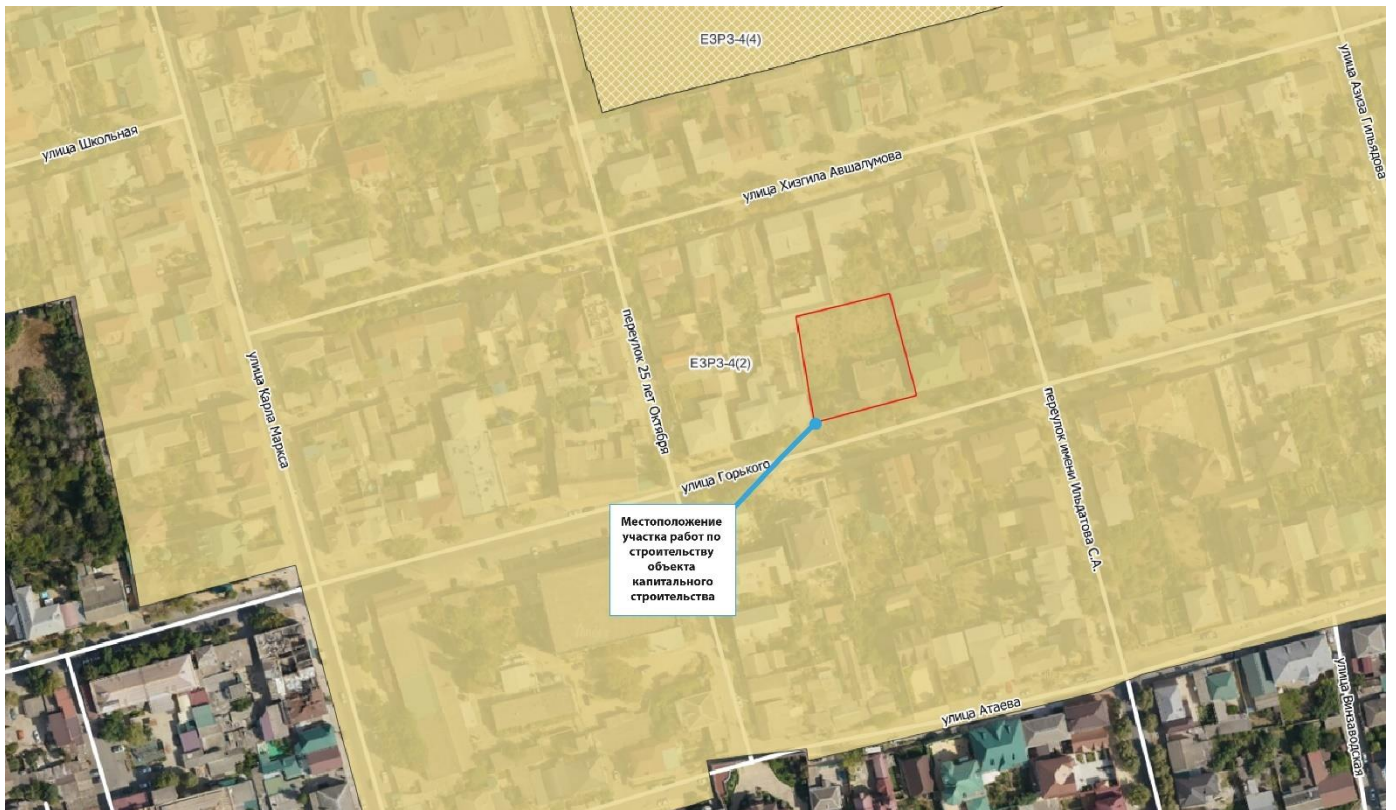 ЕЗРЗ-4(4)
улица Азиза Гильядова
улица Школьная
улица Хизгила Авшалумова
переулок 25 лет Октября
ЕЗРЗ-4(2)
улица Карла Маркса
переулок имени Ильдатова С.А.
улица Горького
Местоположение
участка работ по
строительству
объекта
капитального
строительства
улица Атаева
улица Винзаводская